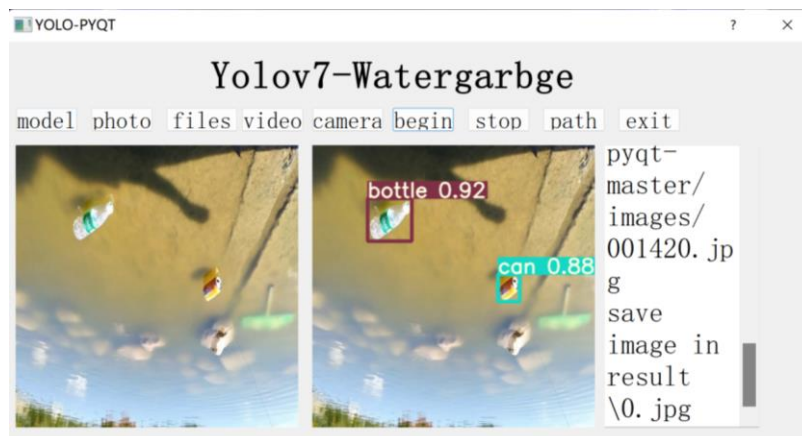 YOLO-PYQT
?
×
Yolov7-Watergarbge
model photo files video camera begin stop path exit
bottle 0.92
can 0.88
pyqt-
master/
images/
001420.jp
g
save
image in
result
\0.jpg